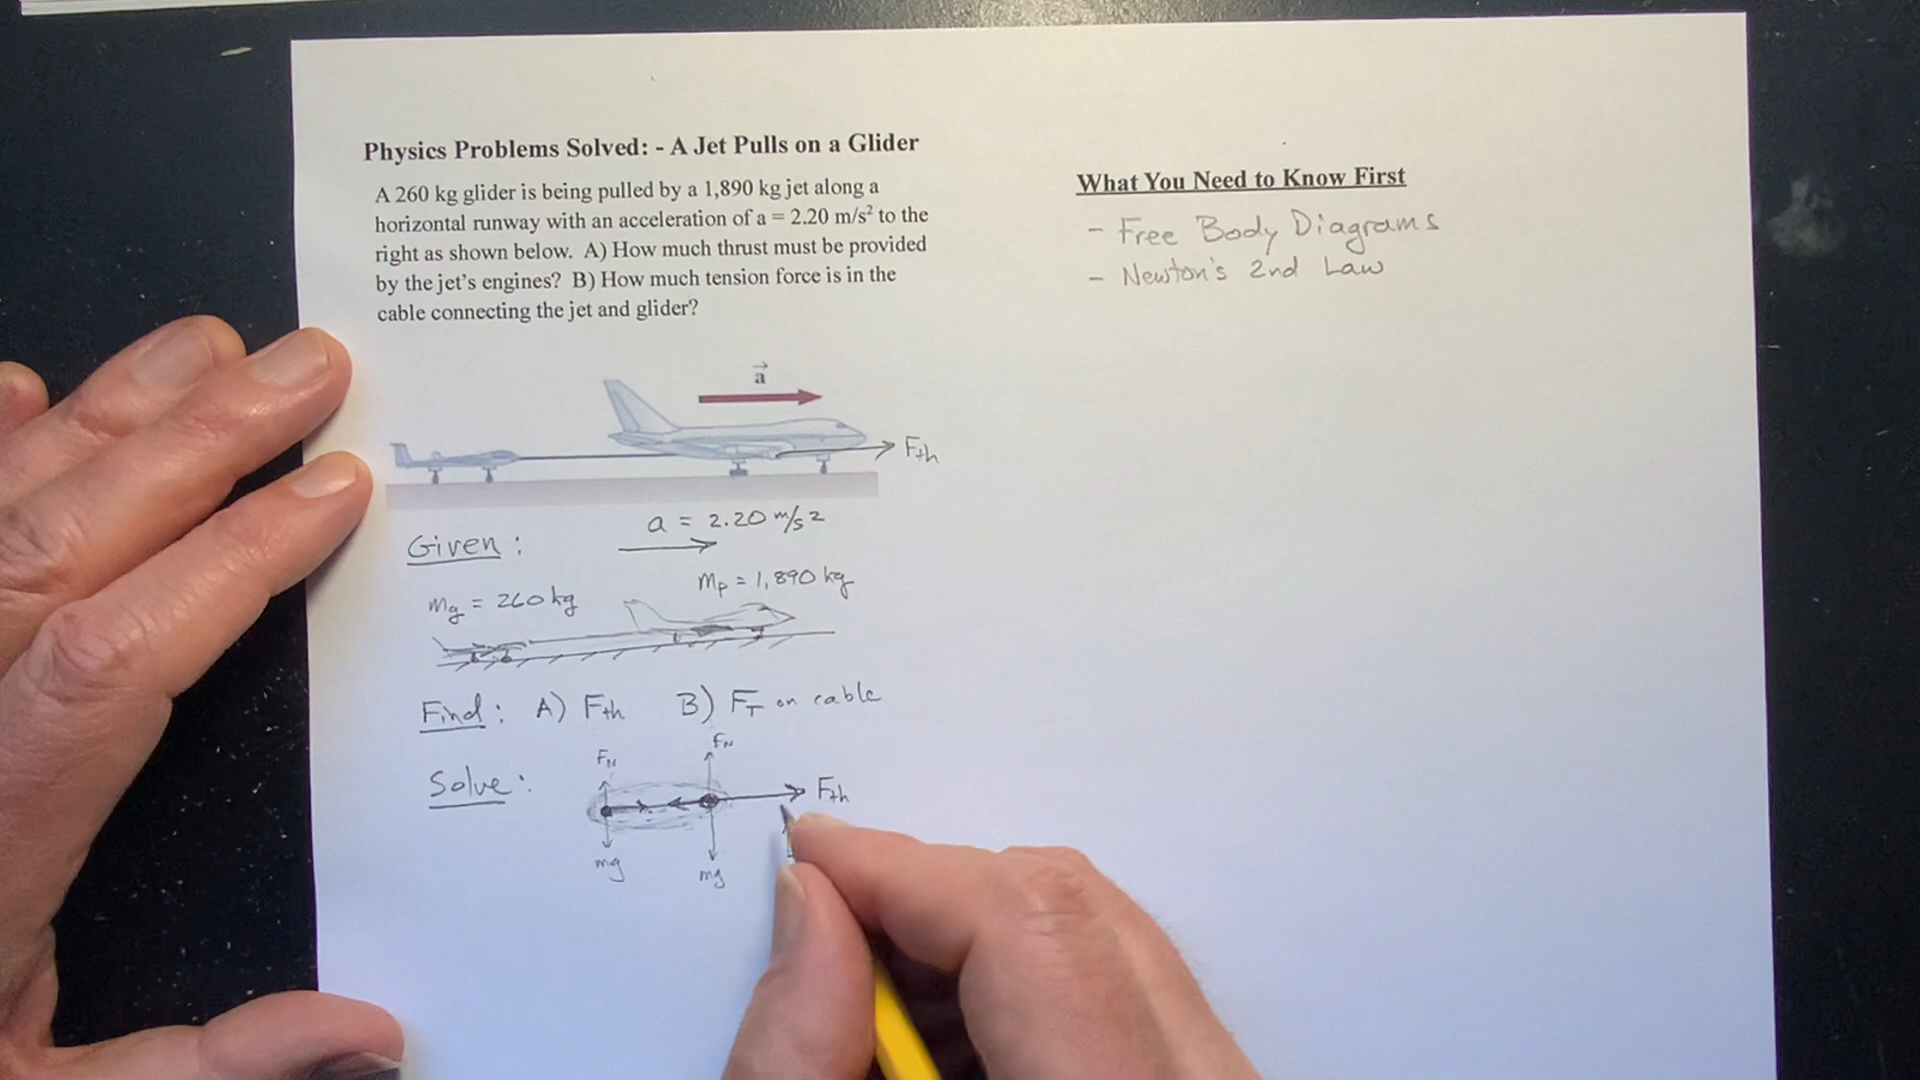 Physics Problems Solved: - A Jet Pulls on a Glider
A 260 kg glider is being pulled by a 1,890 kg jet along a
horizontal runway with an acceleration of a = 2.20 m/s² to the
right as shown below. A) How much thrust must be provided
by the jet's engines? B) How much tension force is in the
cable connecting the jet and glider?
What You Need to Know First
- Free Body Diagrams
- Newton's 2nd Law
a
Fth
a = 2.20 m/s2
Given:
mp = 1,890 kg
mg = 260 kg
Find: A) Fth B) FT on cable
FN FN
Solve: Fth
mg mg